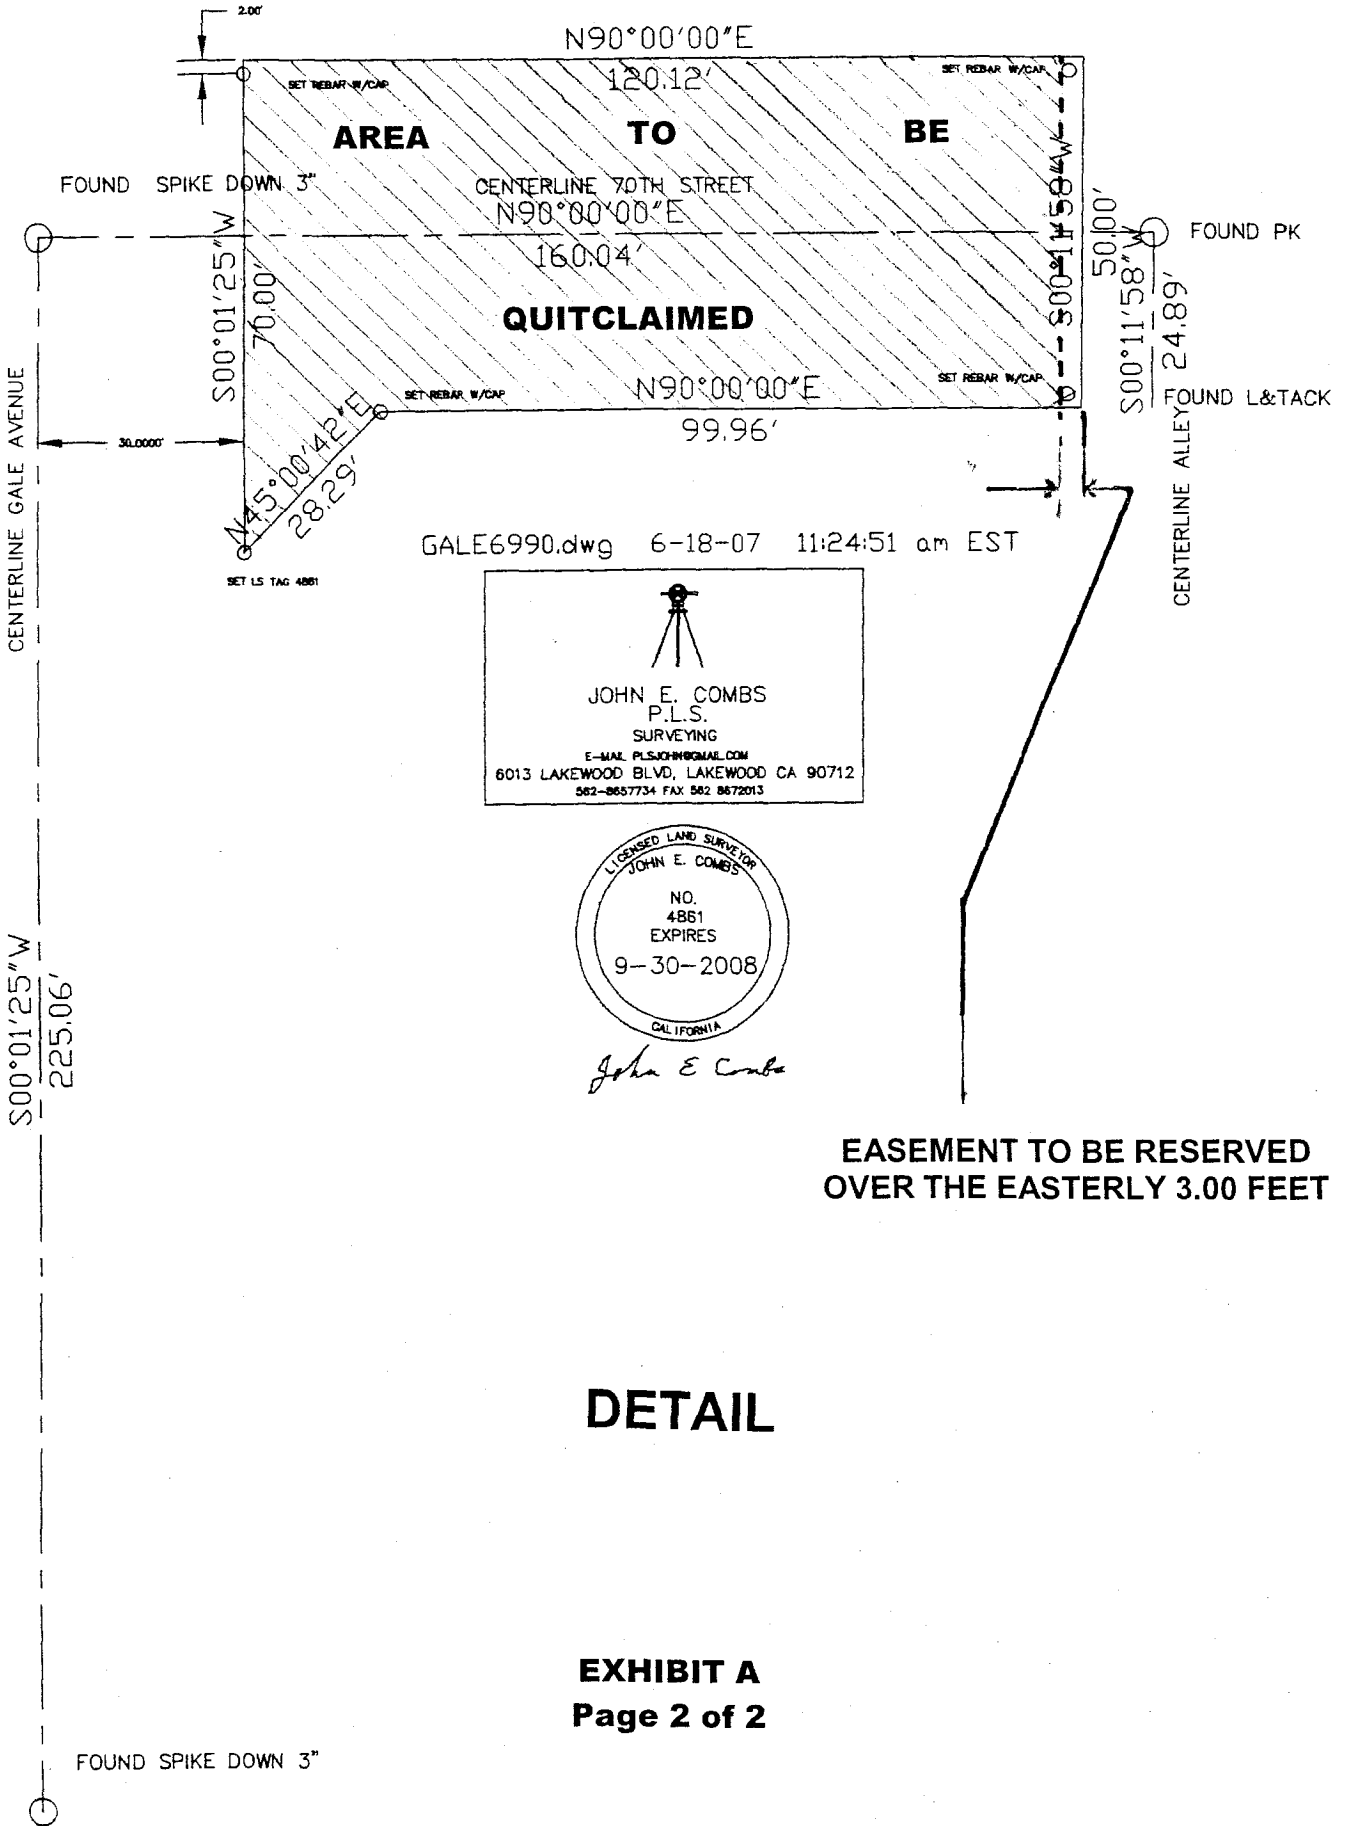 2.00'
N90°00'00"E
SET REBAR W/CAP
120.12'
SET REBAR W/CAP
AREA TO BE
FOUND SPIKE DOWN 3"
CENTERLINE 70TH STREET
N90°00'00"E
160.04'
S00°01'25"W
70.00'
S00°11'58"W
50.00'
FOUND PK
S00°11'58"W
24.89'
QUITCLAIMED
SET REBAR W/CAP
N90°00'00"E
SET REBAR W/CAP
FOUND L&TACK
99.96'
CENTERLINE GALE AVENUE
30.0000'
N45°00'42"E
28.29'
CENTERLINE ALLEY
SET LS TAG 4861
GALE6990.dwg 6-18-07 11:24:51 am EST
JOHN E. COMBS
P.L.S.
SURVEYING
E-MAIL PLSJOHN@GMAIL.COM
6013 LAKEWOOD BLVD, LAKEWOOD CA 90712
562-8657734 FAX 562 8672013
LICENSED LAND SURVEYOR
JOHN E. COMBS
NO.
4861
EXPIRES
9-30-2008
CALIFORNIA
John E Combs
S00°01'25"W
225.06'
EASEMENT TO BE RESERVED
OVER THE EASTERLY 3.00 FEET
DETAIL
EXHIBIT A
Page 2 of 2
FOUND SPIKE DOWN 3"